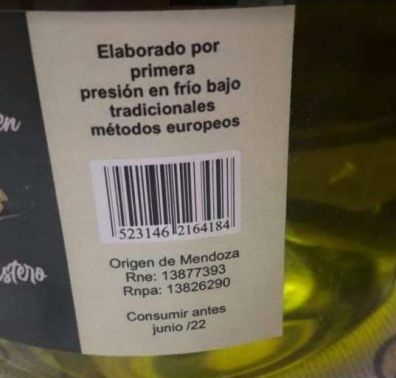 Elaborado por
primera
presión en frío bajo
tradicionales
métodos europeos
523146 2164184
Origen de Mendoza
Rne: 13877393
Rnpa: 13826290
Consumir antes
junio /22